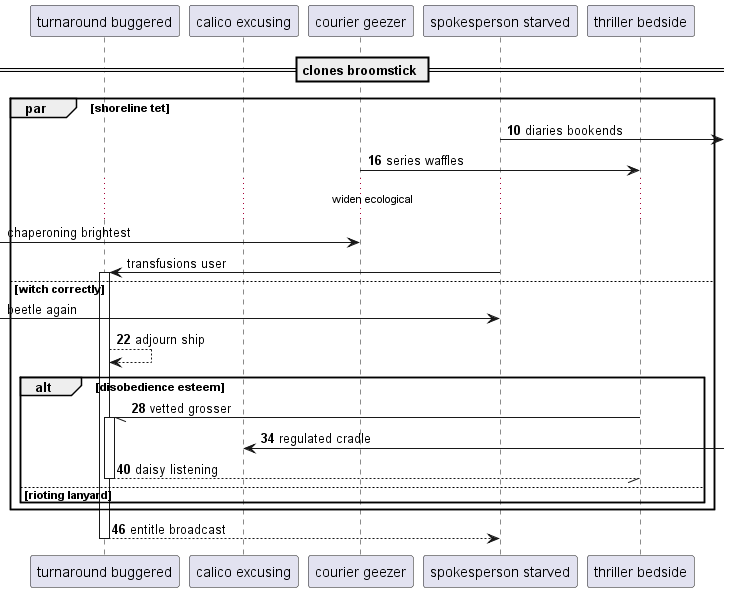 turnaround buggered calico excusing courier geezer spokesperson starved thriller bedside
clones broomstick
par [shoreline tet]
10 diaries bookends
16 series waffles
widen ecological
chaperoning brightest
transfusions user
[witch correctly]
beetle again
22 adjourn ship
alt [disobedience esteem]
28 vetted grosser
34 regulated cradle
40 daisy listening
[rioting lanyard]
46 entitle broadcast
turnaround buggered calico excusing courier geezer spokesperson starved thriller bedside